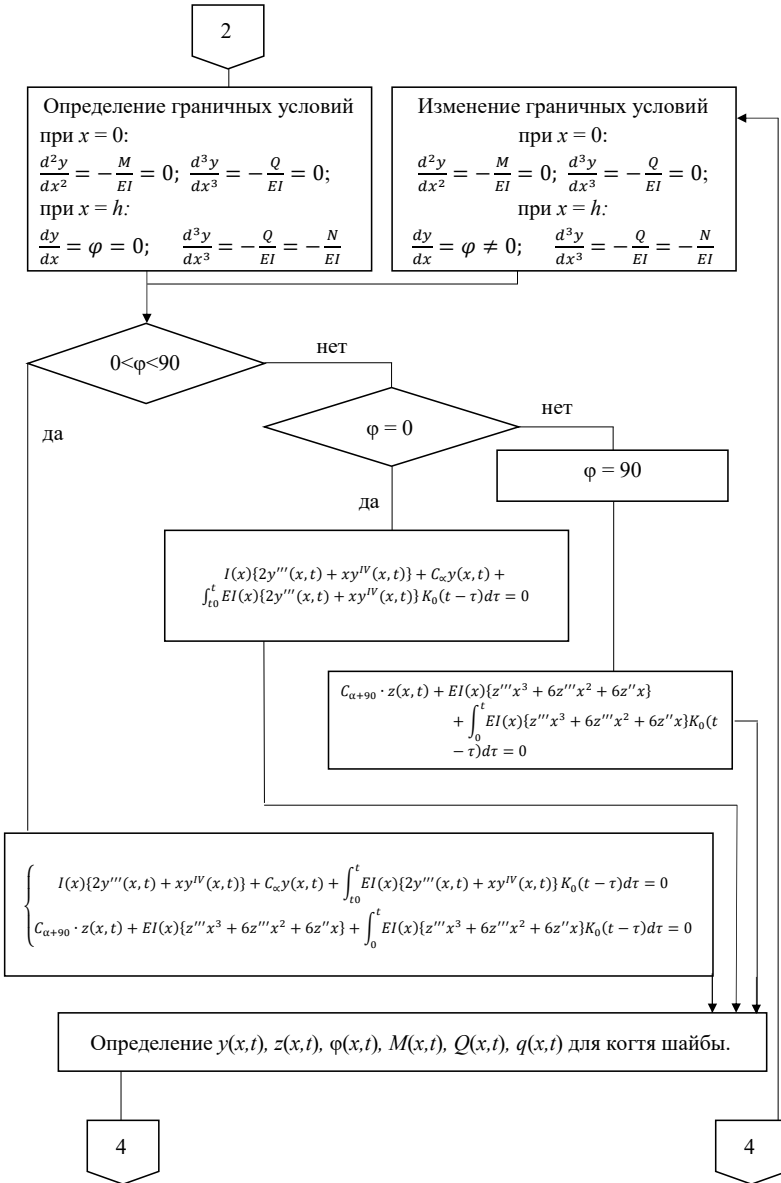 2
Определение граничных условий
при x = 0:
d²y/dx² = −M/EI = 0; d³y/dx³ = −Q/EI = 0;
при x = h:
dy/dx = φ = 0; d³y/dx³ = −Q/EI = −N/EI
Изменение граничных условий
при x = 0:
d²y/dx² = −M/EI = 0; d³y/dx³ = −Q/EI = 0;
при x = h:
dy/dx = φ ≠ 0; d³y/dx³ = −Q/EI = −N/EI
0<φ<90
нет
да
φ = 0
нет
φ = 90
да
I(x){2y′′′(x,t) + xy^{IV}(x,t)} + C_∝y(x,t) +
∫_{t0}^{t} EI(x){2y′′′(x,t) + xy^{IV}(x,t)} K₀(t − τ)dτ = 0
C_{α+90} · z(x,t) + EI(x){z′′′x³ + 6z′′′x² + 6z′′x}
+ ∫_0^t EI(x){z′′′x³ + 6z′′′x² + 6z′′x}K₀(t
− τ)dτ = 0
I(x){2y′′′(x,t) + xy^{IV}(x,t)} + C_∝y(x,t) + ∫_{t0}^{t} EI(x){2y′′′(x,t) + xy^{IV}(x,t)} K₀(t − τ)dτ = 0
C_{α+90} · z(x,t) + EI(x){z′′′x³ + 6z′′′x² + 6z′′x} + ∫_0^t EI(x){z′′′x³ + 6z′′′x² + 6z′′x}K₀(t − τ)dτ = 0
Определение y(x,t), z(x,t), φ(x,t), M(x,t), Q(x,t), q(x,t) для когтя шайбы.
4
4